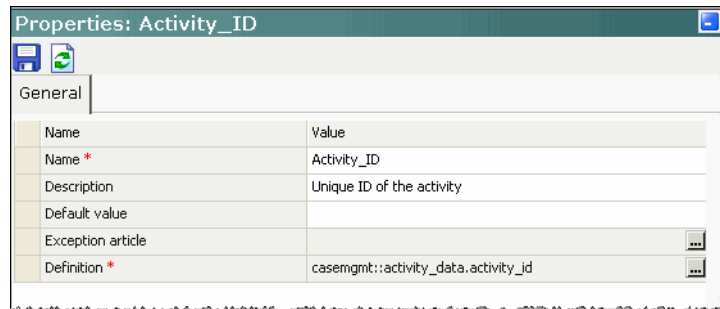 Properties: Activity_ID
General
Name Value
Name * Activity_ID
Description Unique ID of the activity
Default value
Exception article ...
Definition * casemgmt::activity_data.activity_id ...